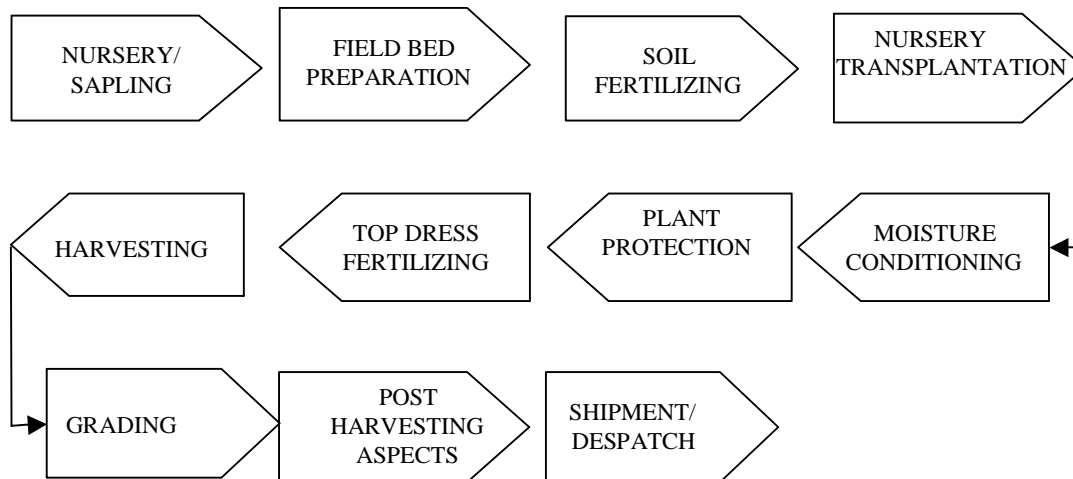 NURSERY/
SAPLING
FIELD BED
PREPARATION
SOIL
FERTILIZING
NURSERY
TRANSPLANTATION
MOISTURE
CONDITIONING
PLANT
PROTECTION
TOP DRESS
FERTILIZING
HARVESTING
GRADING
POST
HARVESTING
ASPECTS
SHIPMENT/
DESPATCH